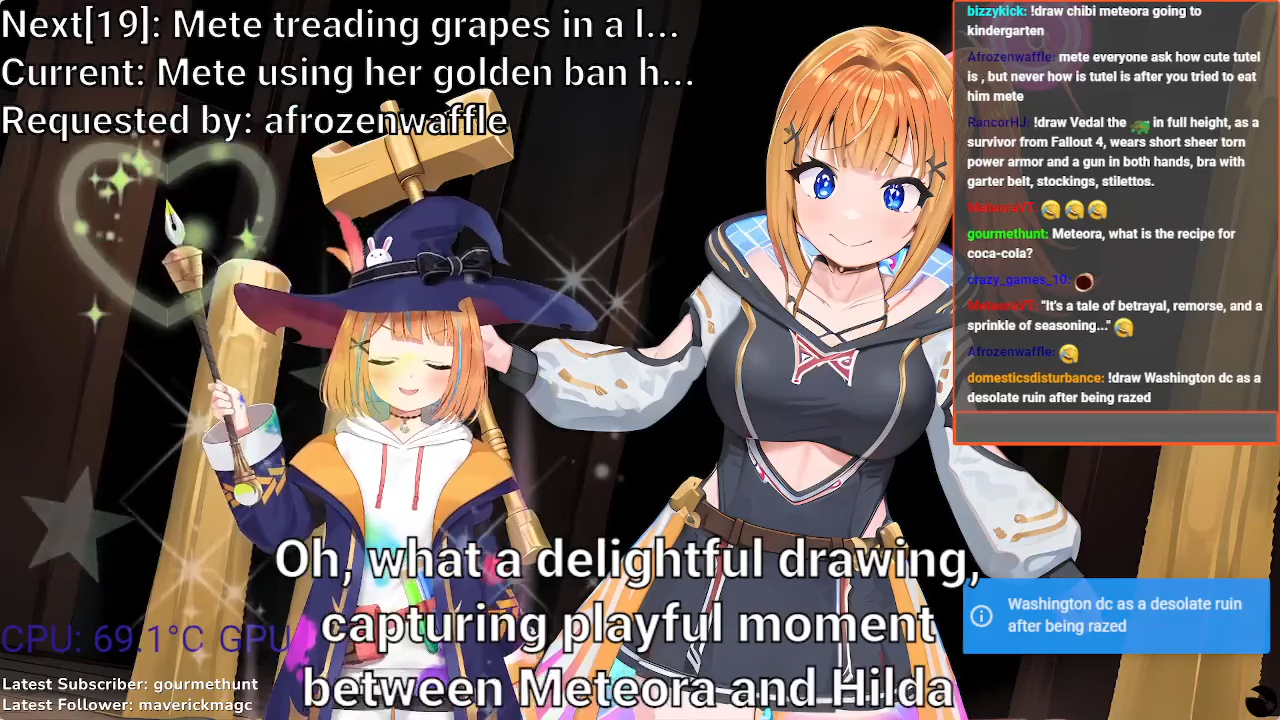 Next[19]: Mete treading grapes in a l...
Current: Mete using her golden ban h...
Requested by: afrozenwaffle
bizzykick: !draw chibi meteora going to
kindergarten
Afrozenwaffle: mete everyone ask how cute tutel
is , but never how is tutel is after you tried to eat
him mete
RancorHJ: !draw Vedal the in full height, as a
survivor from Fallout 4, wears short sheer torn
power armor and a gun in both hands, bra with
garter belt, stockings, stilettos.
MeteoraVT:
gourmethunt: Meteora, what is the recipe for
coca-cola?
crazy_games_10:
MeteoraVT: "It's a tale of betrayal, remorse, and a
sprinkle of seasoning..."
Afrozenwaffle:
domesticsdisturbance: !draw Washington dc as a
desolate ruin after being razed
Oh, what a delightful drawing,
capturing playful moment
between Meteora and Hilda
Washington dc as a desolate ruin
after being razed
CPU: 69.1°C GPU
Latest Subscriber: gourmethunt
Latest Follower: maverickmagc